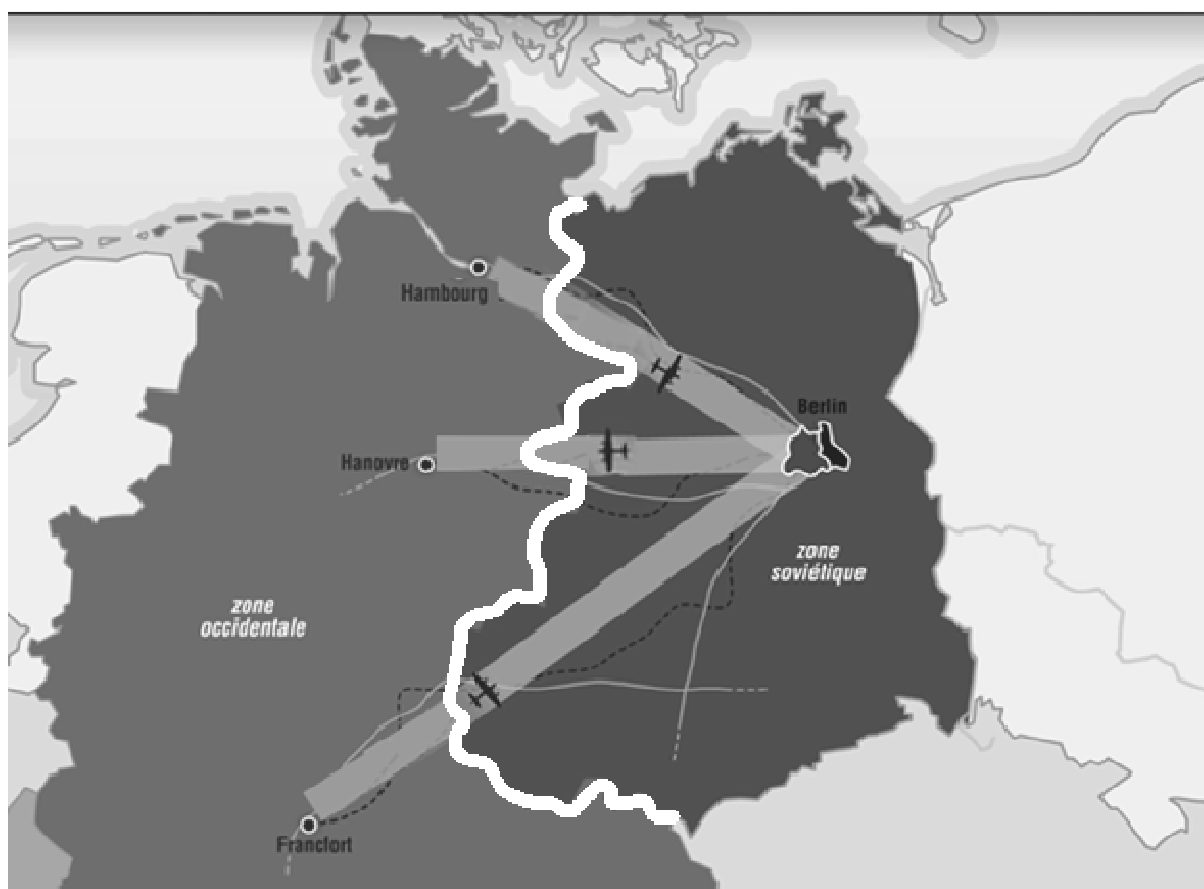 Hambourg
Berlin
Hanovre
zone
soviétique
zone
occidentale
Francfort